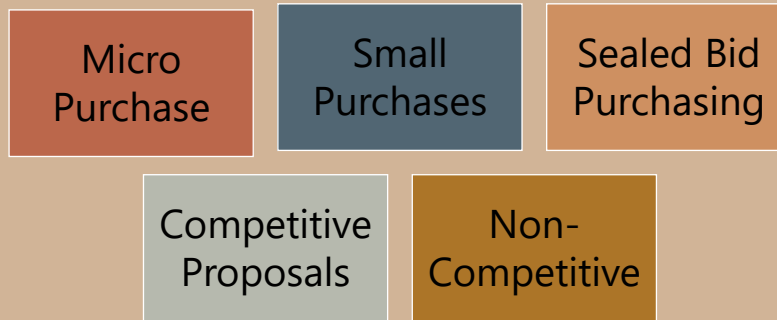 Micro
Purchase
Small
Purchases
Sealed Bid
Purchasing
Competitive
Proposals
Non-
Competitive